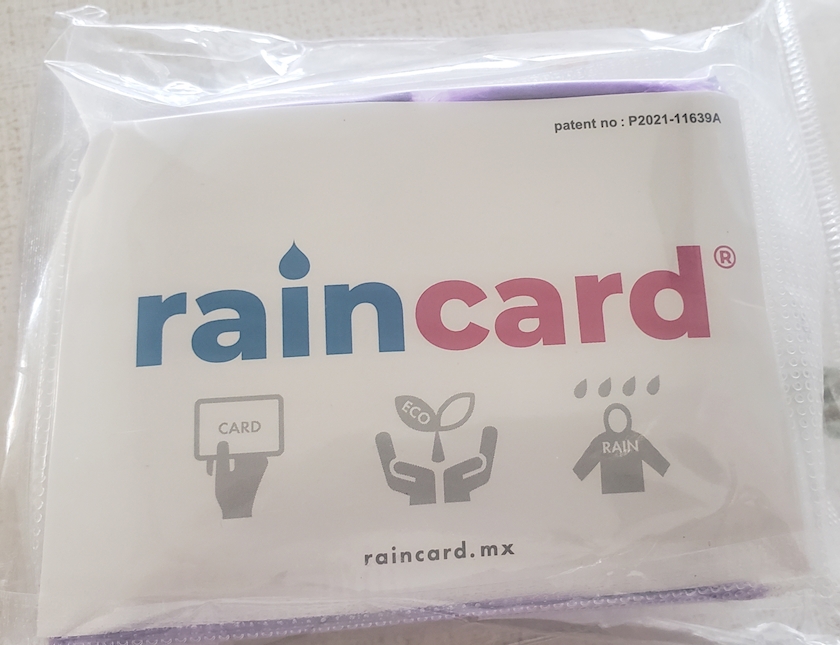 patent no : P2021-11639A
raincard®
CARD
ECO
RAIN
raincard.mx